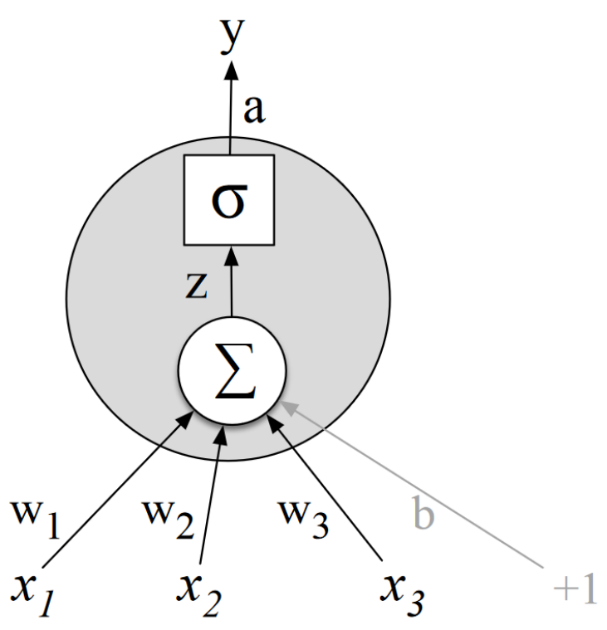 y
a
σ
z
∑
w₁ w₂ w₃ b
x₁ x₂ x₃ +1